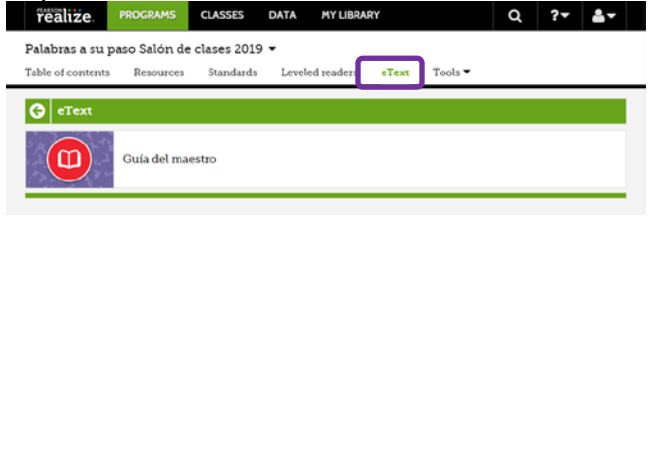 PEARSON
realize. PROGRAMS CLASSES DATA MY LIBRARY ?
Palabras a su paso Salón de clases 2019
Table of contents Resources Standards Leveled readers eText Tools
eText
Guía del maestro